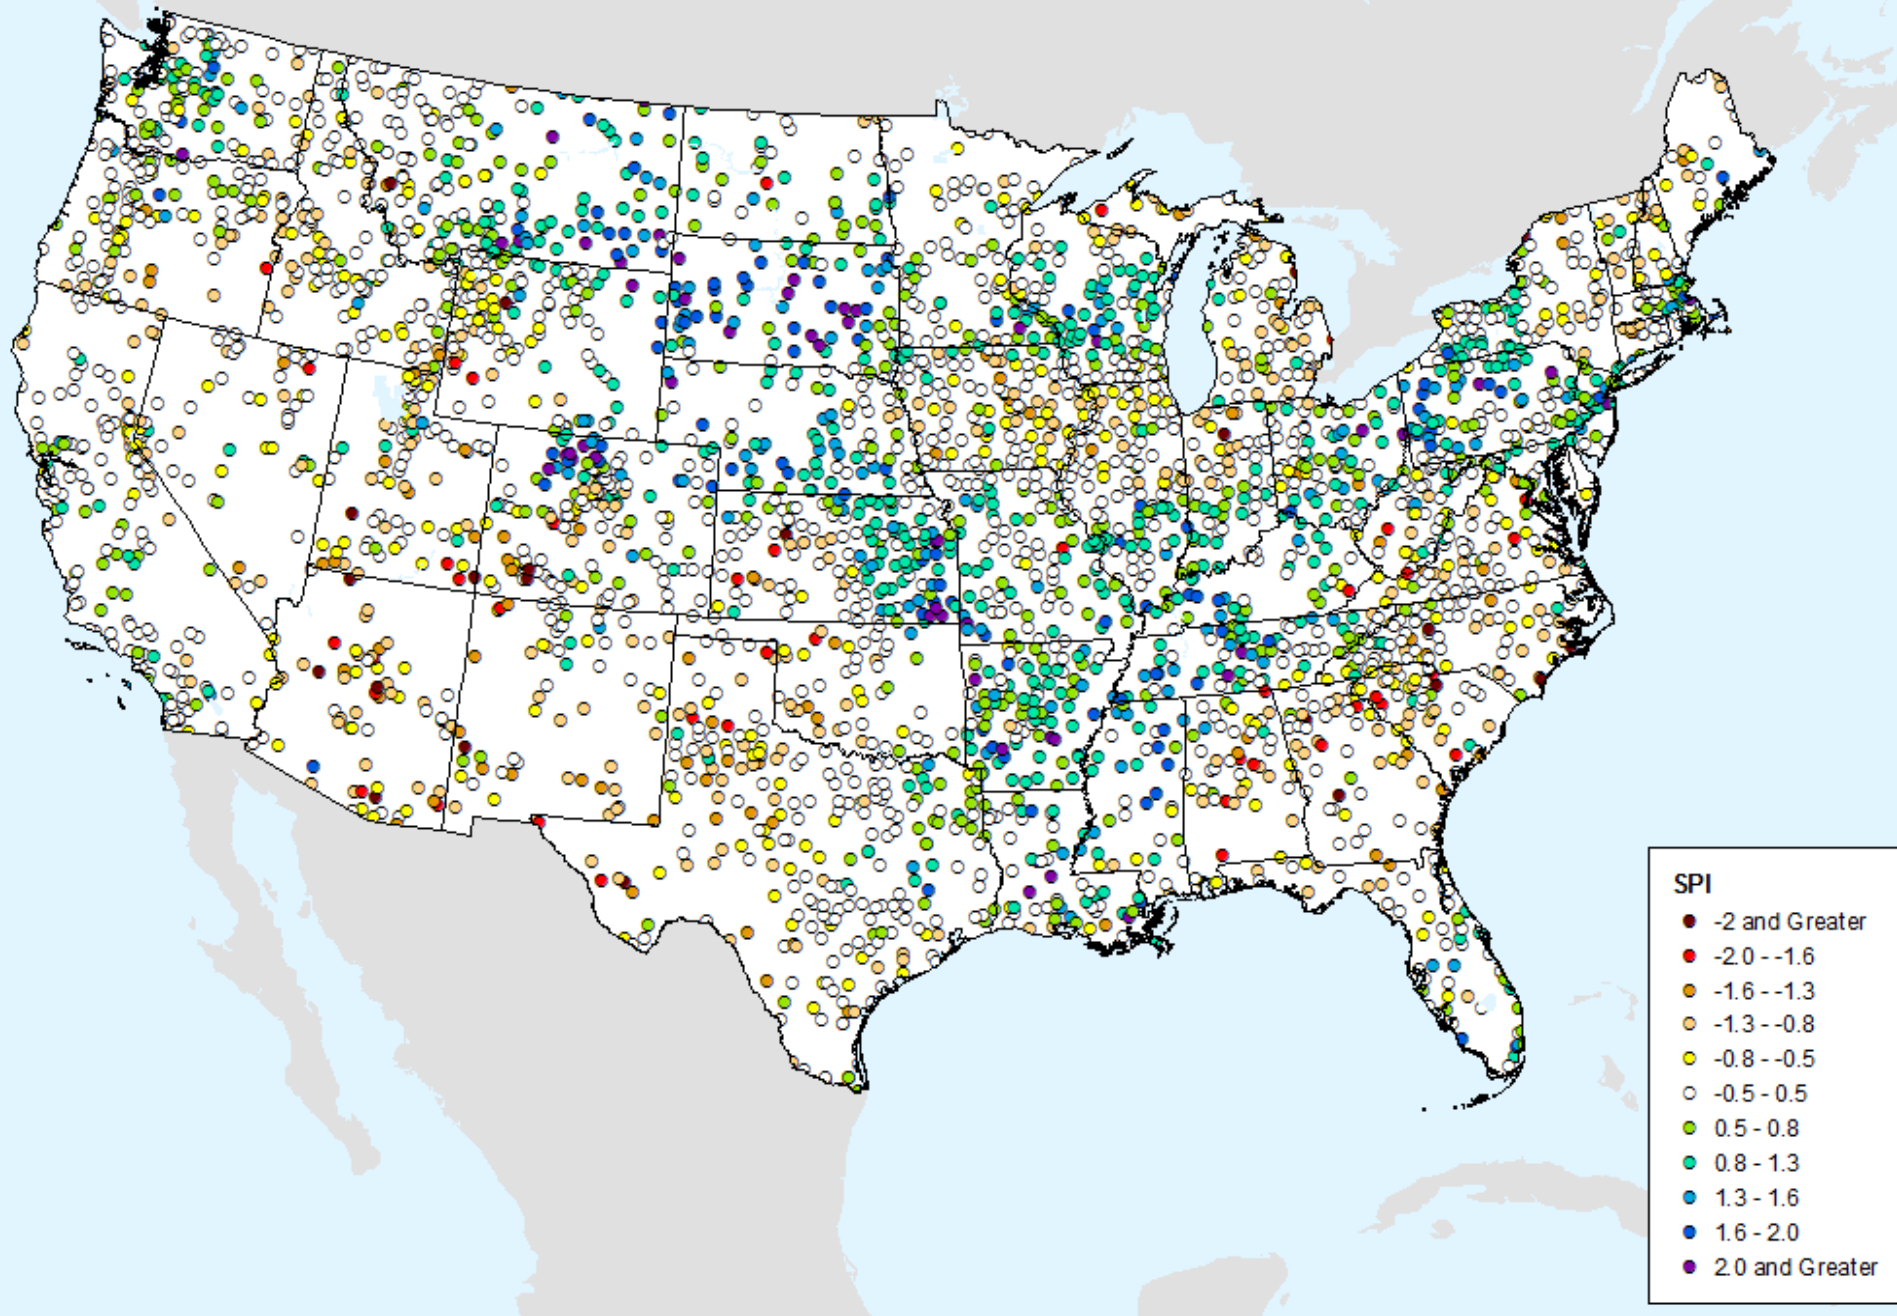 SPI
-2 and Greater
-2.0 - -1.6
-1.6 - -1.3
-1.3 - -0.8
-0.8 - -0.5
-0.5 - 0.5
0.5 - 0.8
0.8 - 1.3
1.3 - 1.6
1.6 - 2.0
2.0 and Greater